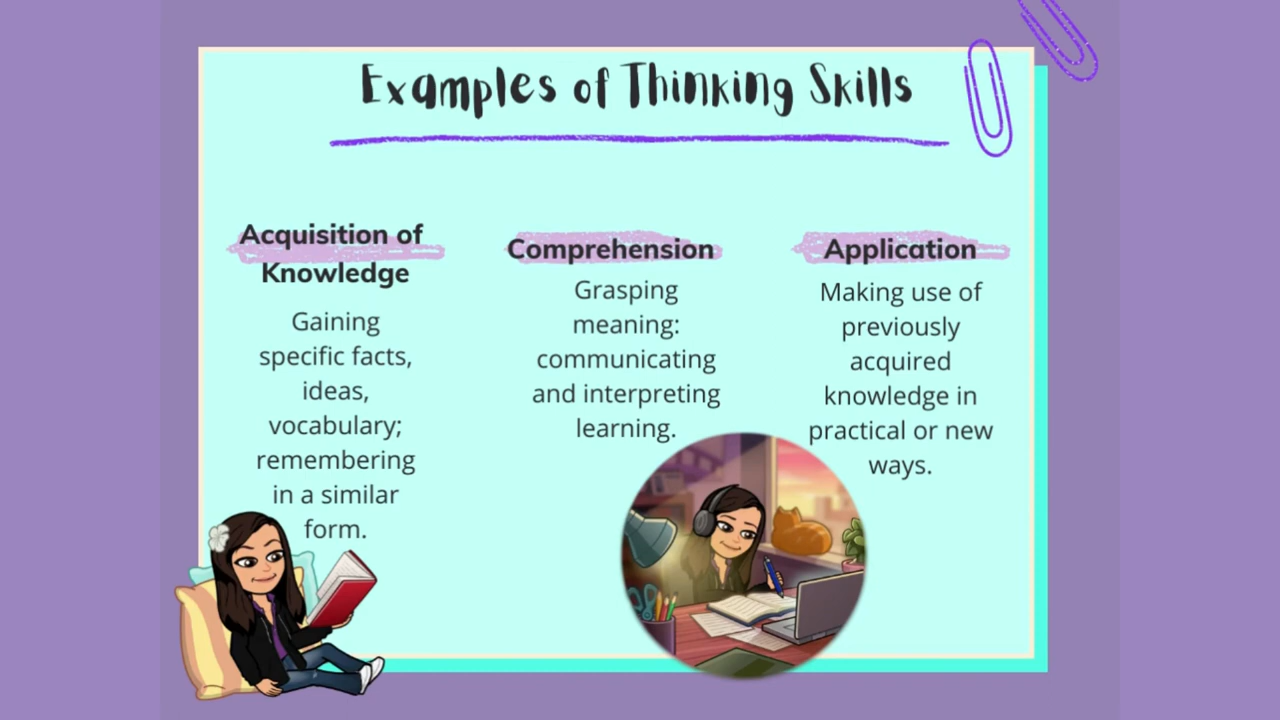 Examples of Thinking Skills
Acquisition of
Knowledge
Gaining
specific facts,
ideas,
vocabulary;
remembering
in a similar
form.
Comprehension
Grasping
meaning:
communicating
and interpreting
learning.
Application
Making use of
previously
acquired
knowledge in
practical or new
ways.